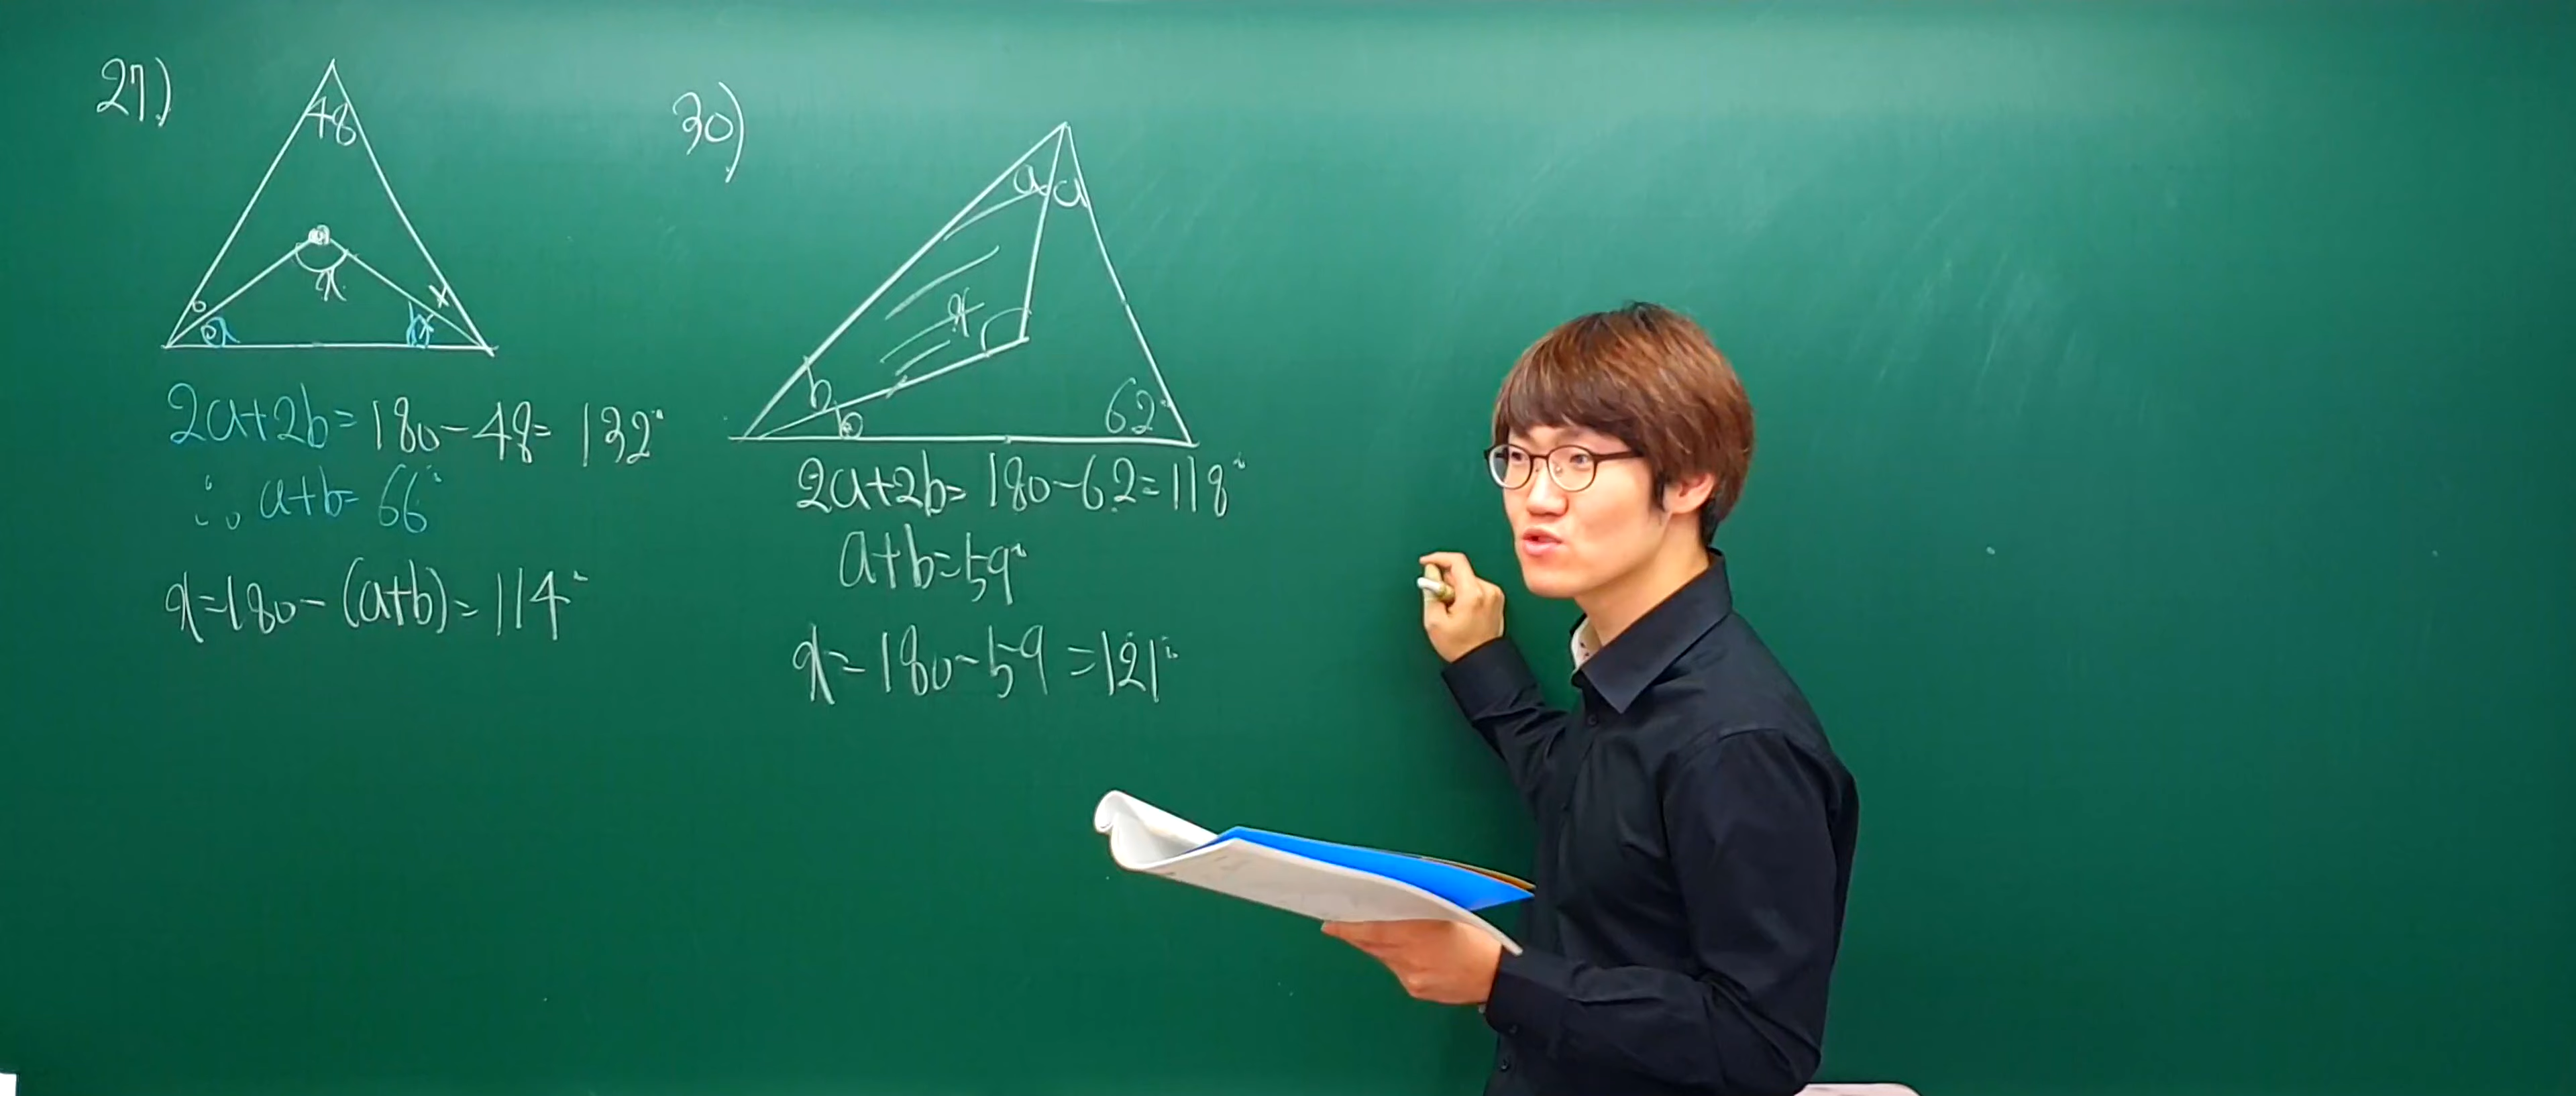 27)
48
x
a
b
2a+2b=180-48=132°
∴ a+b=66°
x=180-(a+b)=114°
30)
a a
x
b
b
62°
2a+2b=180-62=118°
a+b=59°
x=180-59=121°